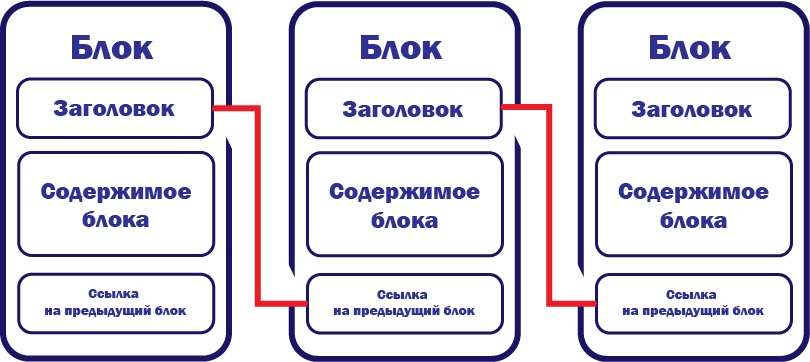 Блок
Заголовок
Содержимое
блока
Ссылка
на предыдущий блок
Блок
Заголовок
Содержимое
блока
Ссылка
на предыдущий блок
Блок
Заголовок
Содержимое
блока
Ссылка
на предыдущий блок